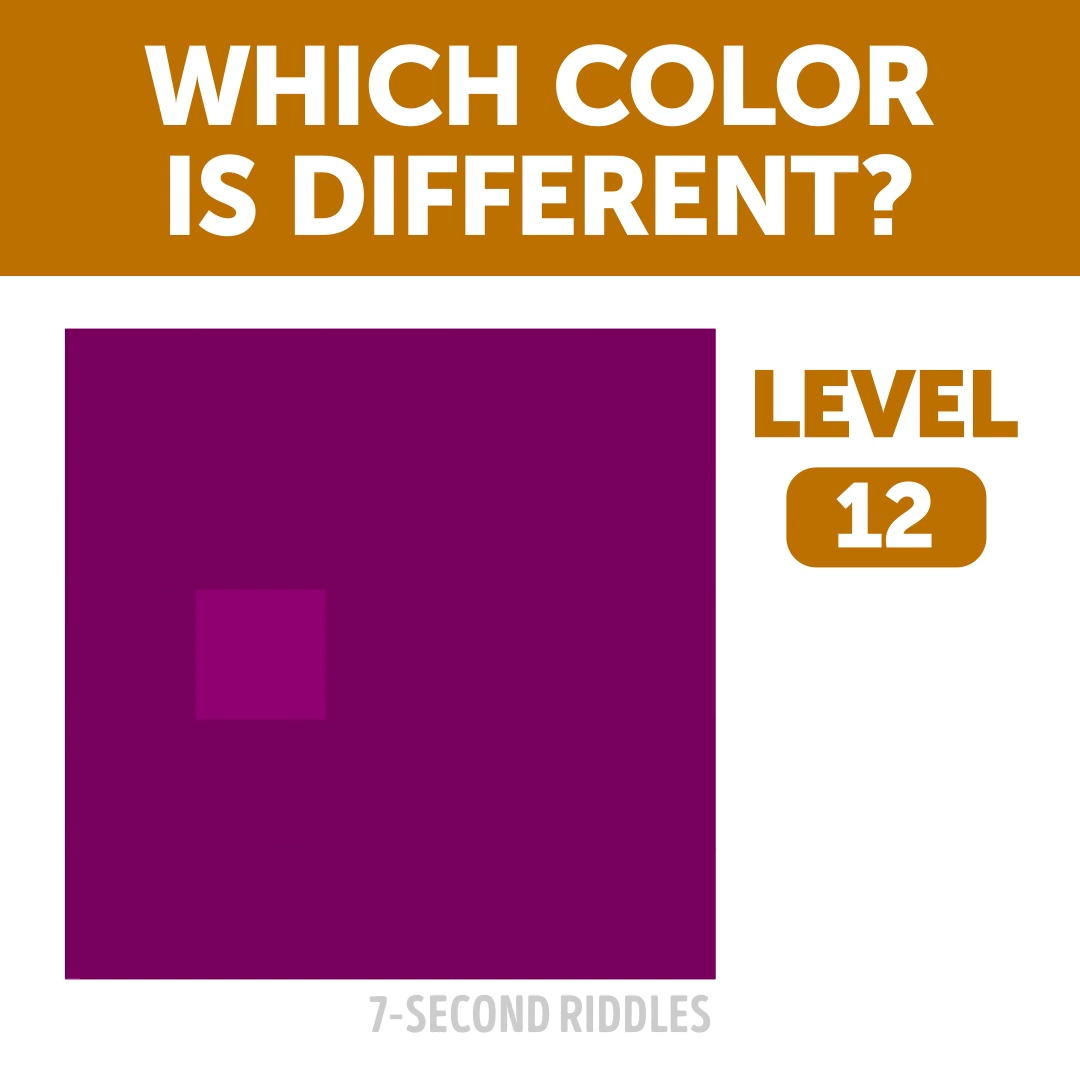 WHICH COLOR
IS DIFFERENT?
LEVEL
12
7-SECOND RIDDLES